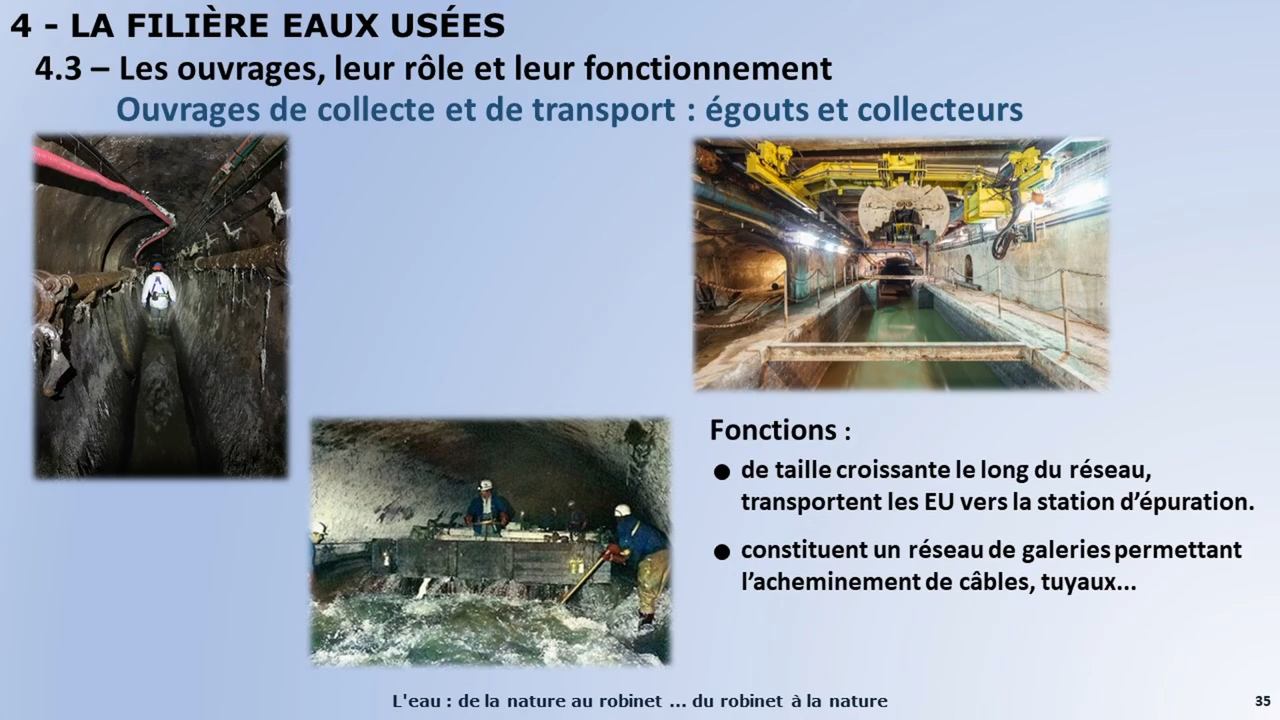 4 - LA FILIÈRE EAUX USÉES
4.3 – Les ouvrages, leur rôle et leur fonctionnement
Ouvrages de collecte et de transport : égouts et collecteurs
Fonctions :
● de taille croissante le long du réseau,
transportent les EU vers la station d’épuration.
● constituent un réseau de galeries permettant
l’acheminement de câbles, tuyaux...
L'eau : de la nature au robinet ... du robinet à la nature
35